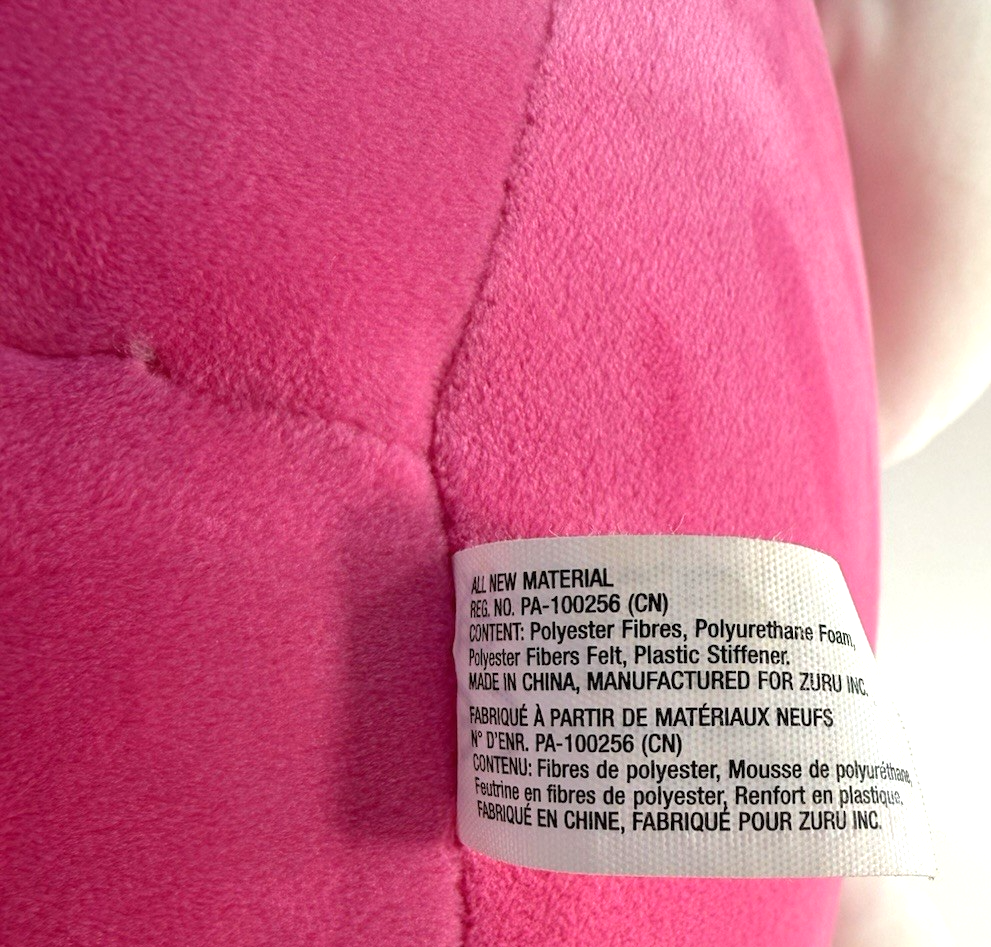 ALL NEW MATERIAL
REG. NO. PA-100256 (CN)
CONTENT: Polyester Fibres, Polyurethane Foam,
Polyester Fibers Felt, Plastic Stiffener.
MADE IN CHINA, MANUFACTURED FOR ZURU INC.
FABRIQUÉ À PARTIR DE MATÉRIAUX NEUFS
N° D'ENR. PA-100256 (CN)
CONTENU: Fibres de polyester, Mousse de polyuréthane,
Feutrine en fibres de polyester, Renfort en plastique.
FABRIQUÉ EN CHINE, FABRIQUÉ POUR ZURU INC.